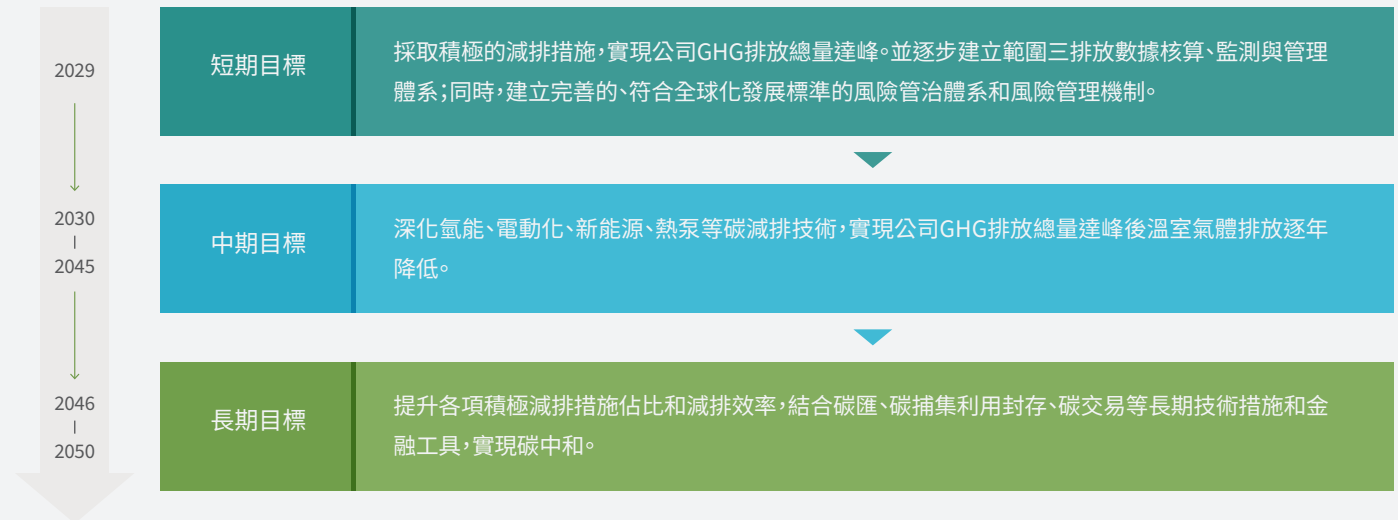 2029
短期目標
採取積極的減排措施，實現公司GHG排放總量達峰。並逐步建立範圍三排放數據核算、監測與管理
體系；同時，建立完善的、符合全球化發展標準的風險管治體系和風險管理機制。
2030
–
2045
中期目標
深化氫能、電動化、新能源、熱泵等碳減排技術，實現公司GHG排放總量達峰後溫室氣體排放逐年
降低。
2046
–
2050
長期目標
提升各項積極減排措施佔比和減排效率，結合碳匯、碳捕集利用封存、碳交易等長期技術措施和金
融工具，實現碳中和。